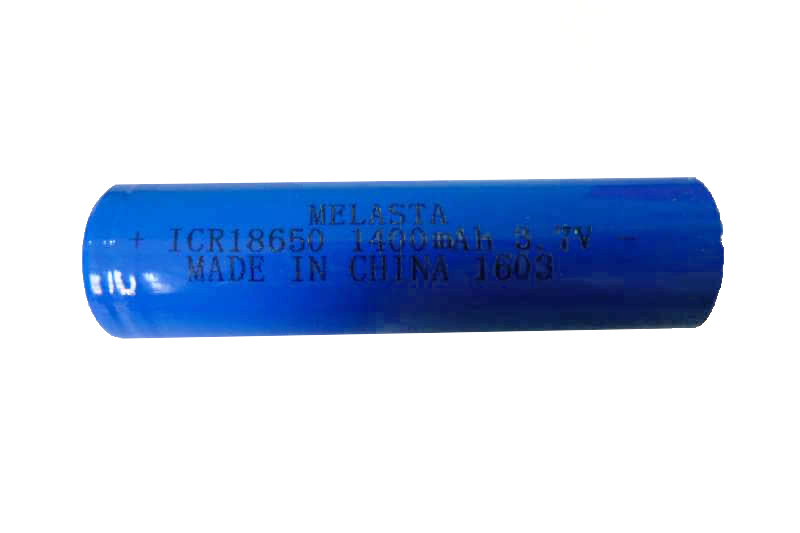 MELASTA
+ ICR18650 1400mAh 3.7V -
MADE IN CHINA 1603